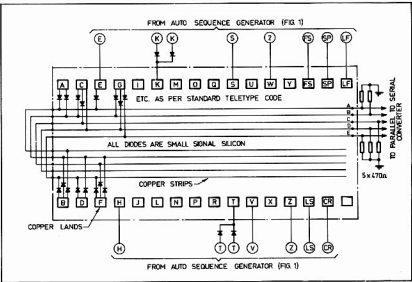 FROM AUTO SEQUENCE GENERATOR (FIG. 1)
E K K S Z FS SP LF
A C E G I K M O Q S U W Y FS SP LF
ETC. AS PER STANDARD TELETYPE CODE
A
B
C
D
E
TO PARALLEL TO SERIAL CONVERTER
ALL DIODES ARE SMALL SIGNAL SILICON
5 x 470Ω
COPPER STRIPS
B D F H J L N P R T V X Z LS CR
COPPER LANDS
H T T V Z LS CR
FROM AUTO SEQUENCE GENERATOR (FIG. 1)